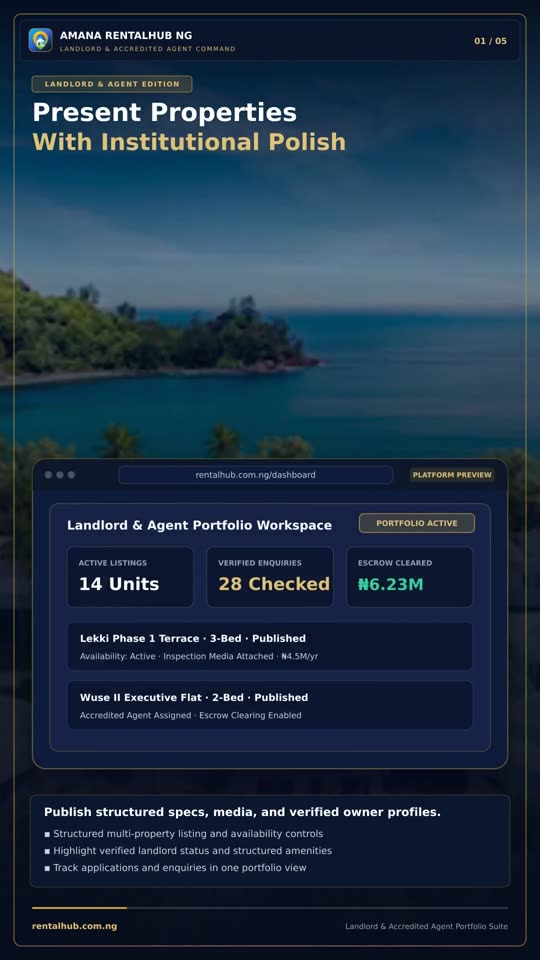 AMANA RENTALHUB NG
LANDLORD & ACCREDITED AGENT COMMAND
01 / 05
LANDLORD & AGENT EDITION
Present Properties
With Institutional Polish
rentalhub.com.ng/dashboard
PLATFORM PREVIEW
Landlord & Agent Portfolio Workspace
PORTFOLIO ACTIVE
ACTIVE LISTINGS
14 Units
VERIFIED ENQUIRIES
28 Checked
ESCROW CLEARED
₦6.23M
Lekki Phase 1 Terrace · 3-Bed · Published
Availability: Active · Inspection Media Attached · ₦4.5M/yr
Wuse II Executive Flat · 2-Bed · Published
Accredited Agent Assigned · Escrow Clearing Enabled
Publish structured specs, media, and verified owner profiles.
▪ Structured multi-property listing and availability controls
▪ Highlight verified landlord status and structured amenities
▪ Track applications and enquiries in one portfolio view
rentalhub.com.ng
Landlord & Accredited Agent Portfolio Suite